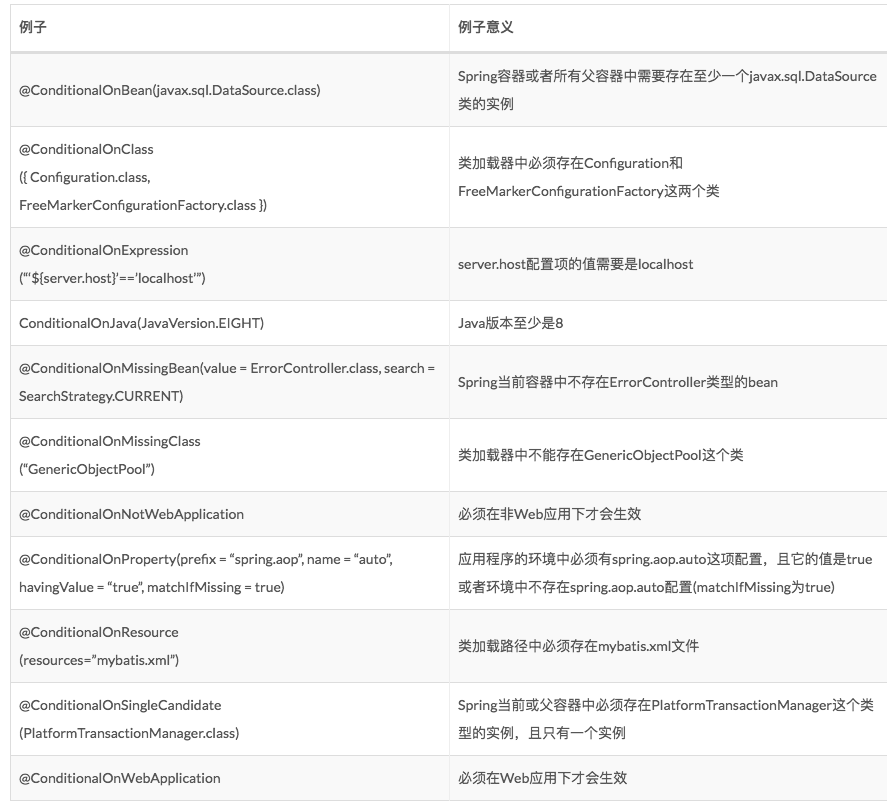 例子
例子意义
@ConditionalOnBean(javax.sql.DataSource.class)
Spring容器或者所有父容器中需要存在至少一个javax.sql.DataSource
类的实例
@ConditionalOnClass
({ Configuration.class,
FreeMarkerConfigurationFactory.class })
类加载器中必须存在Configuration和
FreeMarkerConfigurationFactory这两个类
@ConditionalOnExpression
(“‘${server.host}’==’localhost’”)
server.host配置项的值需要是localhost
ConditionalOnJava(JavaVersion.EIGHT)
Java版本至少是8
@ConditionalOnMissingBean(value = ErrorController.class, search =
SearchStrategy.CURRENT)
Spring当前容器中不存在ErrorController类型的bean
@ConditionalOnMissingClass
(“GenericObjectPool”)
类加载器中不能存在GenericObjectPool这个类
@ConditionalOnNotWebApplication
必须在非Web应用下才会生效
@ConditionalOnProperty(prefix = “spring.aop”, name = “auto”,
havingValue = “true”, matchIfMissing = true)
应用程序的环境中必须有spring.aop.auto这项配置，且它的值是true
或者环境中不存在spring.aop.auto配置(matchIfMissing为true)
@ConditionalOnResource
(resources=”mybatis.xml”)
类加载路径中必须存在mybatis.xml文件
@ConditionalOnSingleCandidate
(PlatformTransactionManager.class)
Spring当前或父容器中必须存在PlatformTransactionManager这个类
型的实例，且只有一个实例
@ConditionalOnWebApplication
必须在Web应用下才会生效